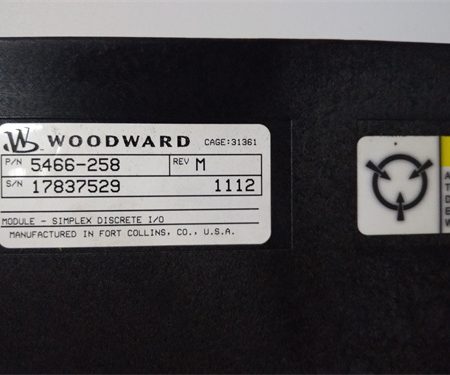 WOODWARD CAGE:31361
P/N 5466-258 REV M
S/N 17837529 1112
MODULE - SIMPLEX DISCRETE I/O
MANUFACTURED IN FORT COLLINS, CO., U.S.A.